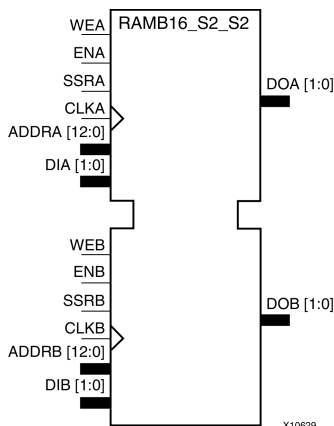 WEA
RAMB16_S2_S2
ENA
SSRA
DOA [1:0]
CLKA
ADDRA [12:0]
DIA [1:0]
WEB
ENB
SSRB
DOB [1:0]
CLKB
ADDRB [12:0]
DIB [1:0]
X10629